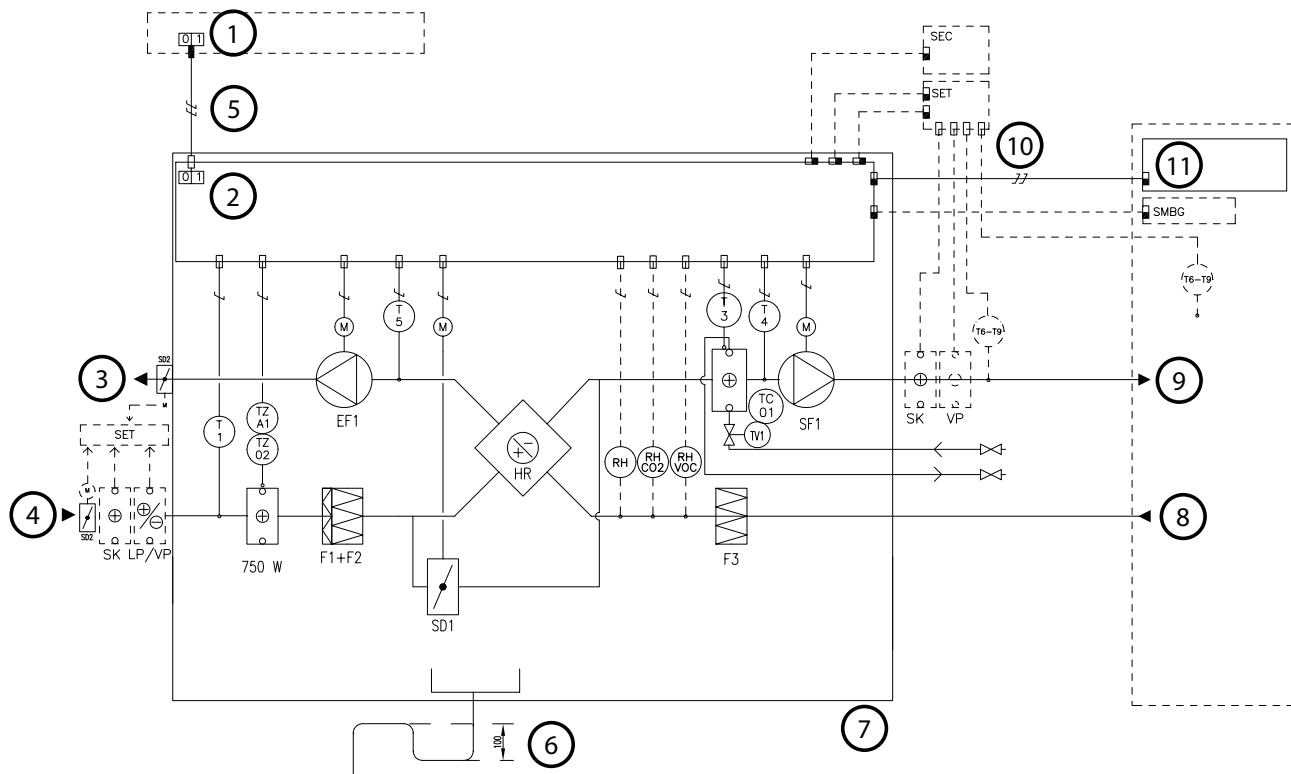 0 1
1
SEC
SET
5
10
11
0 1
2
SMBG
T6-T9
T
5
T
3
T
4
M
M
M
T6-T9
SD2
3
9
M
EF1
TC
01
SF1
SK
VP
SET
T
1
TZ
A1
TZ
02
TV1
HR
RH
RH
CO2
RH
VOC
M
4
8
SD2
SK
LP/VP
750 W
F1+F2
F3
SD1
7
100
6